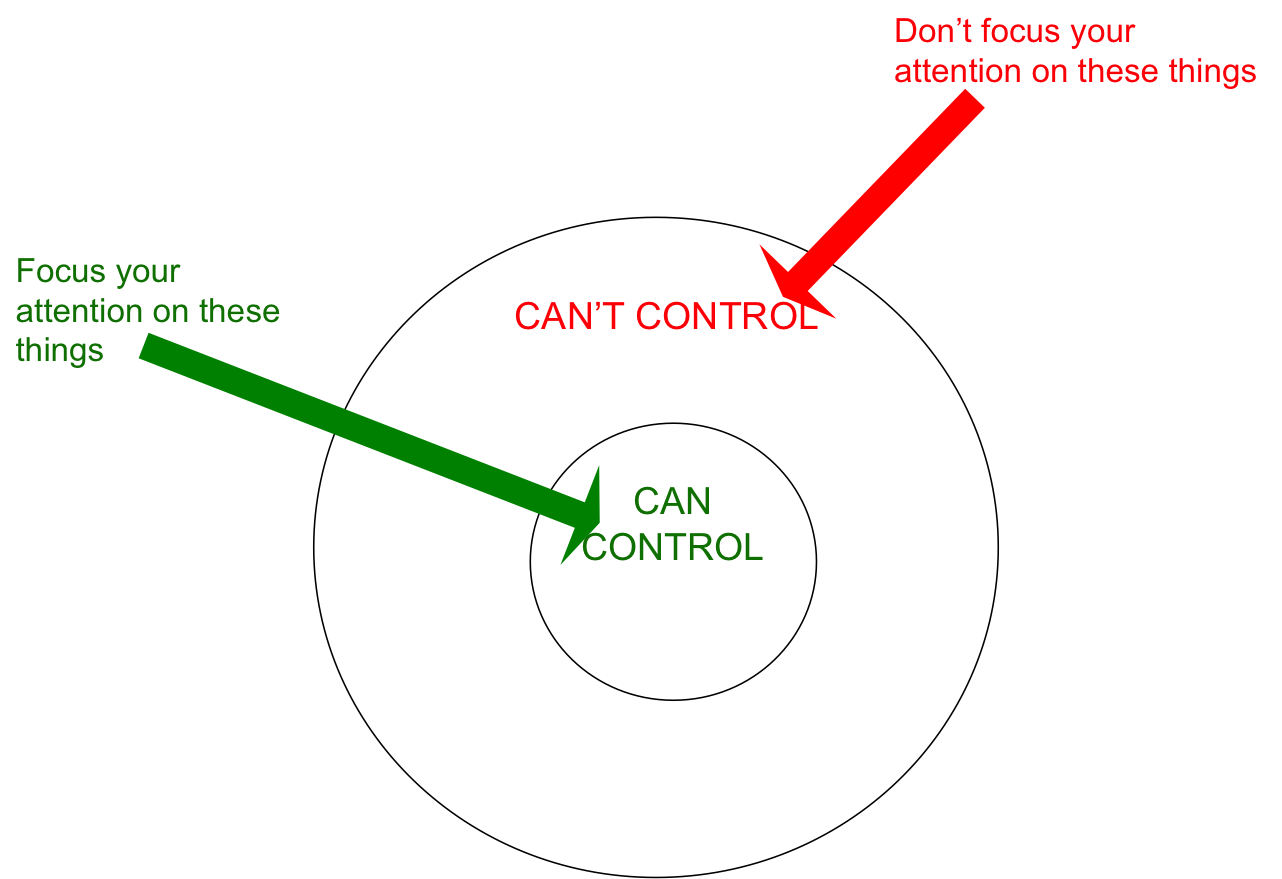 Don’t focus your
attention on these things
Focus your
attention on these
things
CAN’T CONTROL
CAN
CONTROL